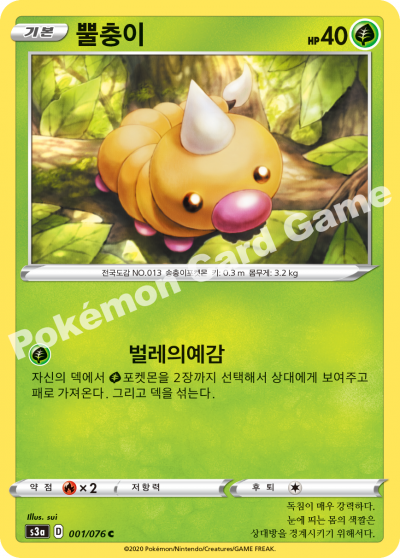 기본 뿔충이 HP 40
전국도감 NO.013 송충이포켓몬 키: 0.3 m 몸무게: 3.2 kg
Pokémon Card Game
벌레의예감
자신의 덱에서 포켓몬을 2장까지 선택해서 상대에게 보여주고
패로 가져온다. 그리고 덱을 섞는다.
약점 ×2 저항력 후퇴
Illus. sui
s3a D 001/076 C
독침이 매우 강력하다.
눈에 띄는 몸의 색깔은
상대방을 경계시키기 위해서다.
©2020 Pokémon/Nintendo/Creatures/GAME FREAK.